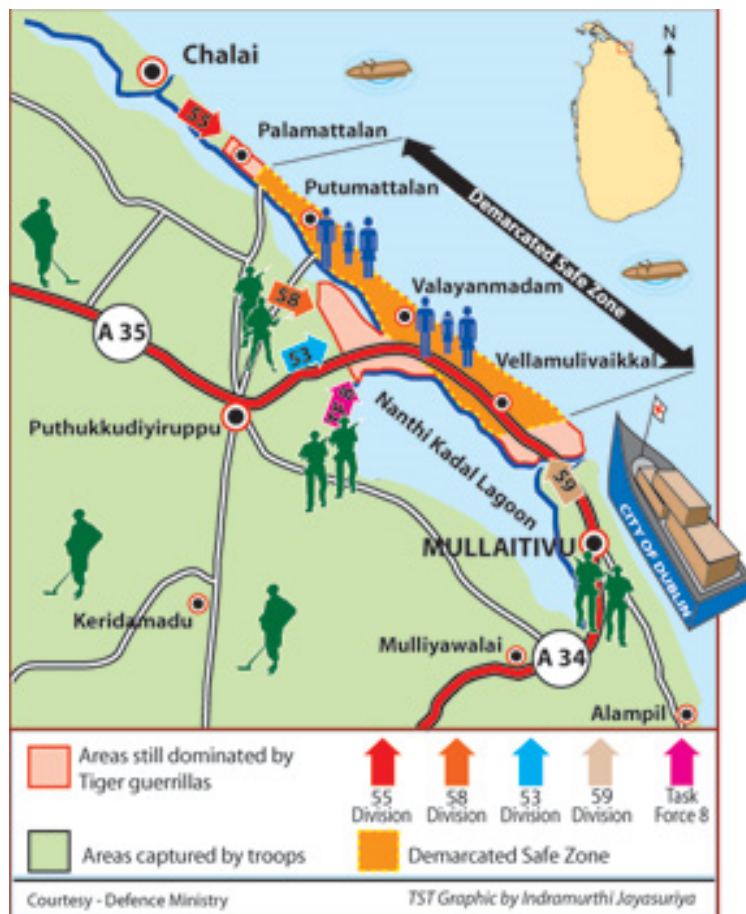 Chalai
N
55
Palamattalan
Putumattalan
Demarcated Safe Zone
58
Valayanmadam
A 35
53
Vellamulivaikkal
TF 8
Puthukkudiyiruppu
Nanthi Kadal Lagoon
59
CITY OF DUBLIN
MULLAITIVU
Keridamadu
Mulliyawalai
A 34
Alampil
Areas still dominated by
Tiger guerrillas
55
Division
58
Division
53
Division
59
Division
Task
Force 8
Areas captured by troops
Demarcated Safe Zone
Courtesy - Defence Ministry
TST Graphic by Indramurthi Jayasuriya